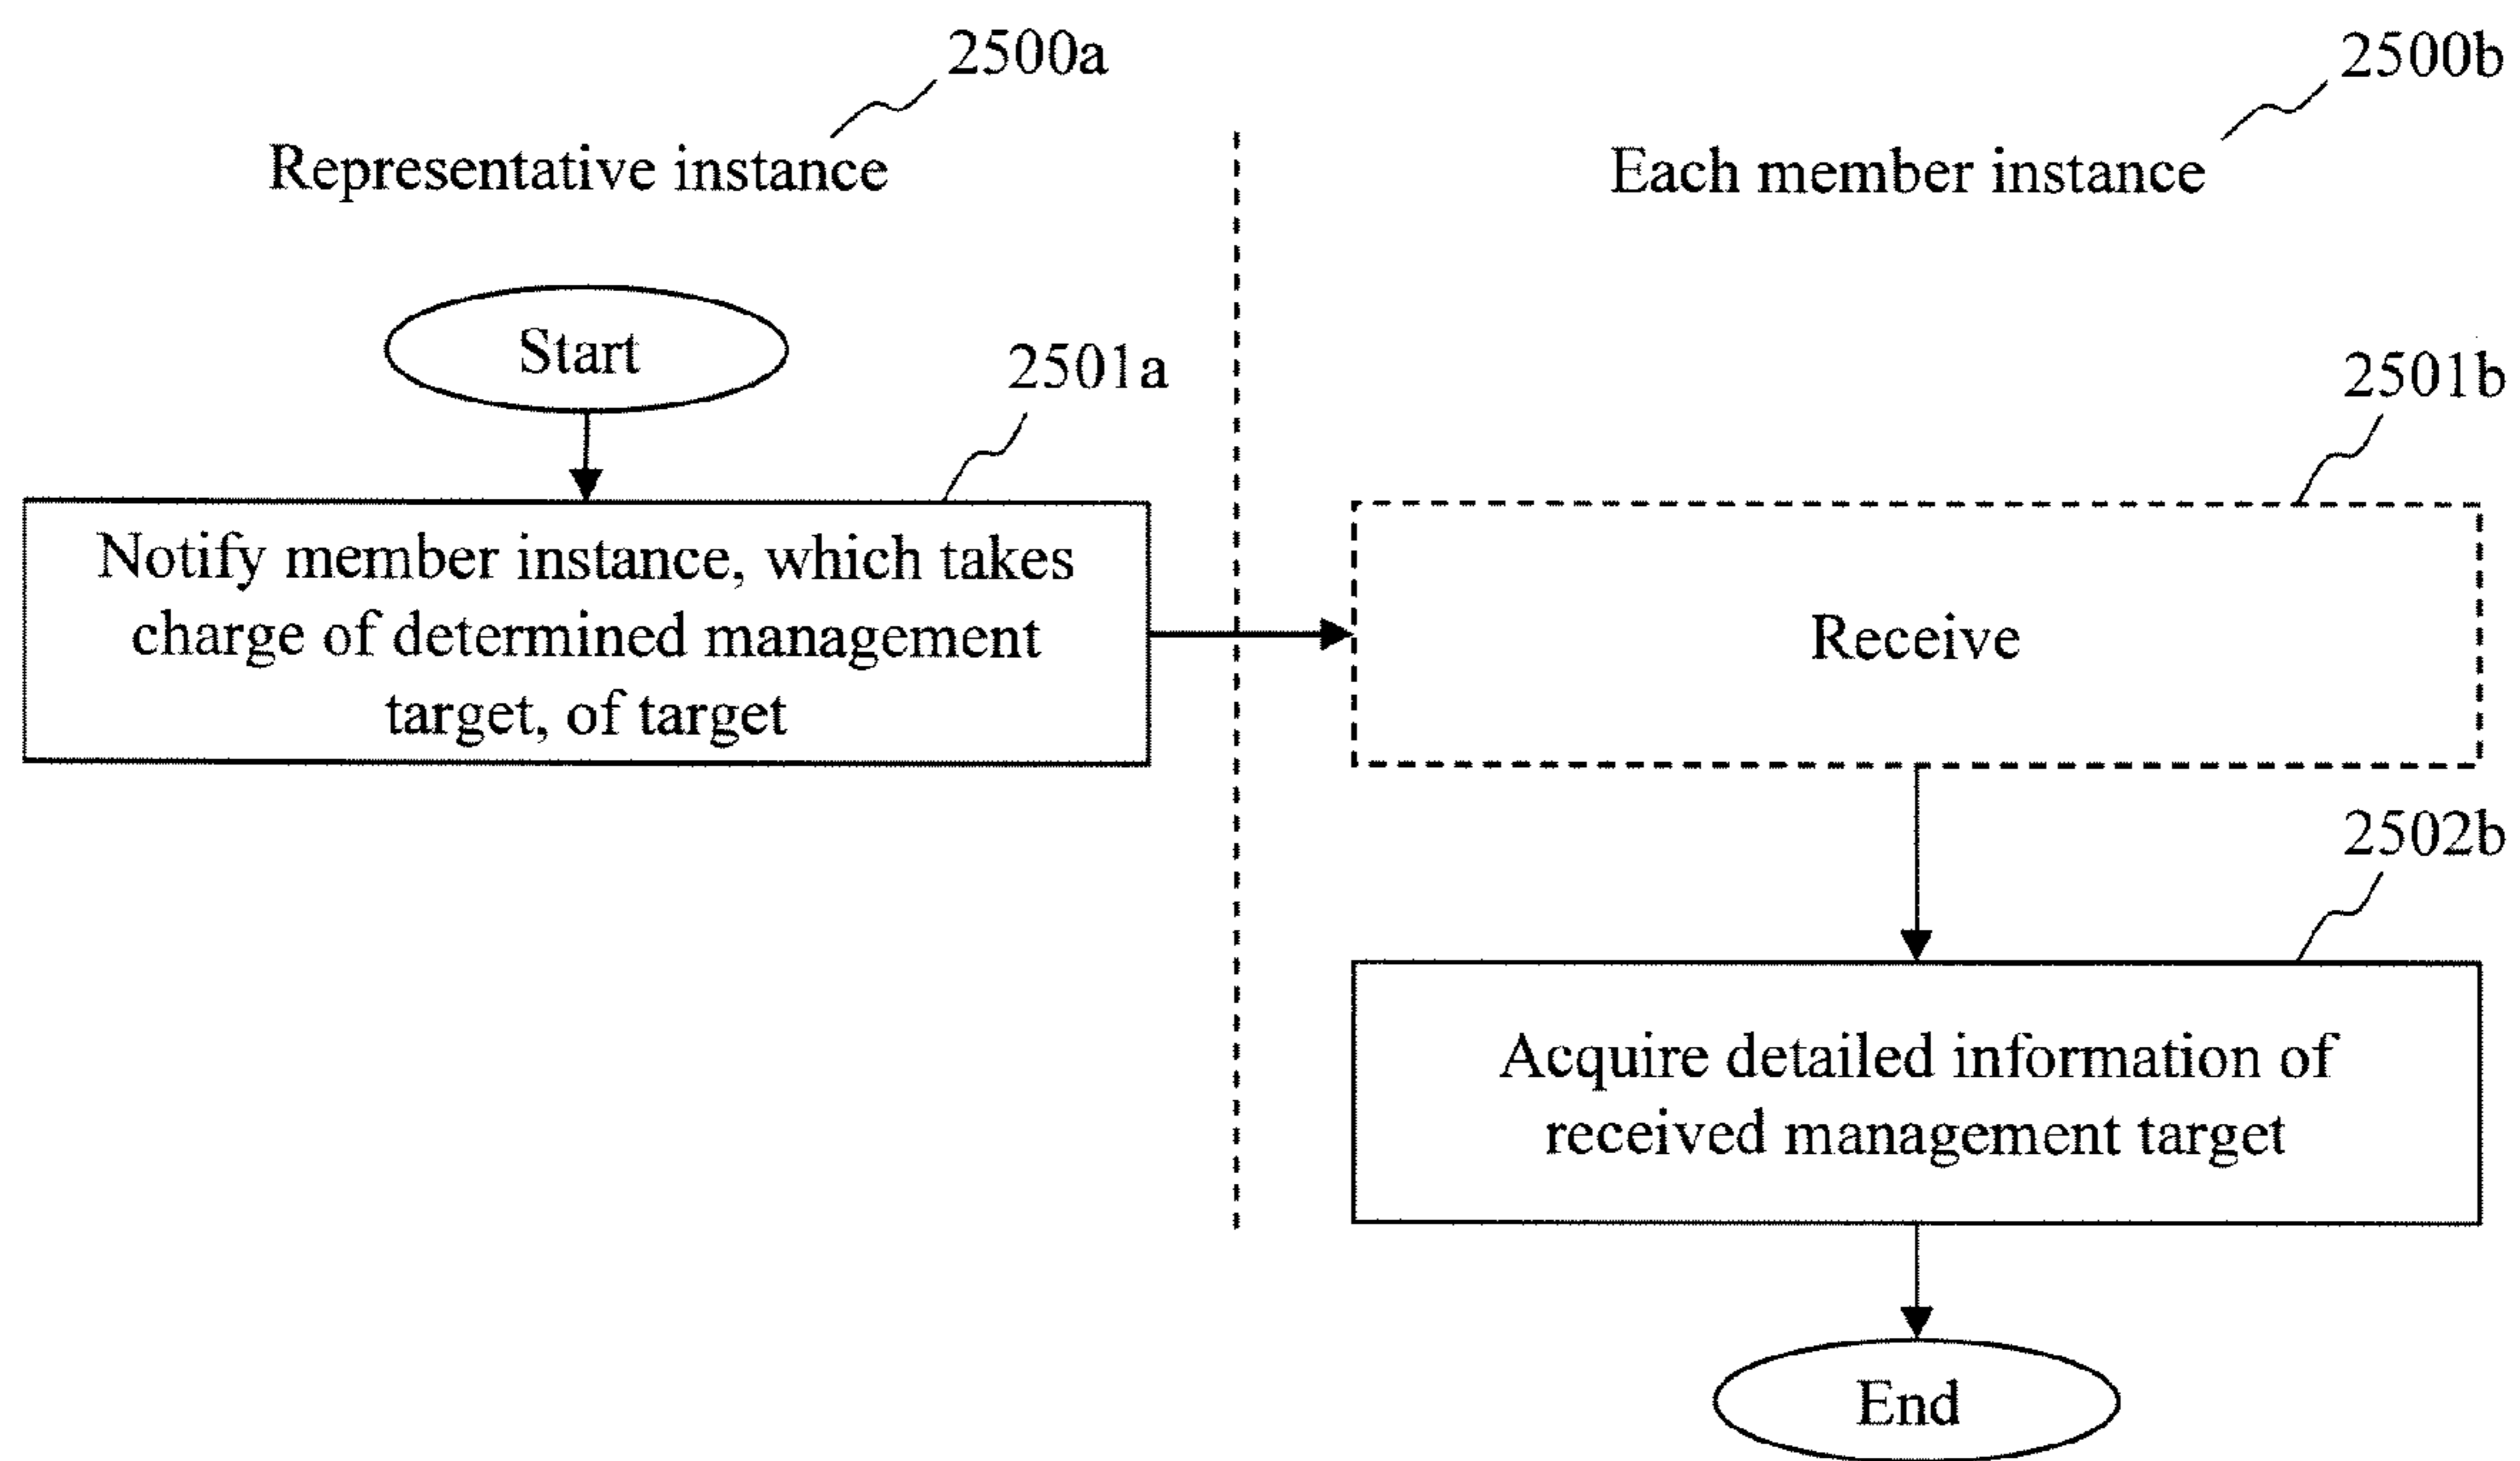 2500a
2500b
Representative instance
Each member instance
Start
2501a
2501b
Notify member instance, which takes
charge of determined management
target, of target
Receive
2502b
Acquire detailed information of
received management target
End